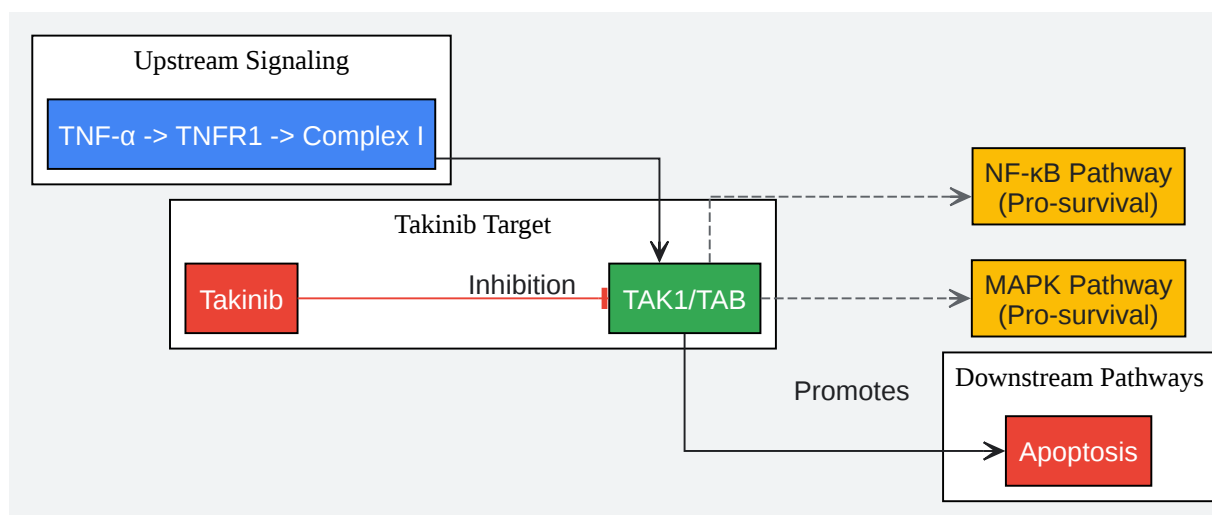 Upstream Signaling
TNF-α -> TNFR1 -> Complex I
NF-κB Pathway
(Pro-survival)
Takinib Target
Takinib
Inhibition
TAK1/TAB
MAPK Pathway
(Pro-survival)
Downstream Pathways
Promotes
Apoptosis